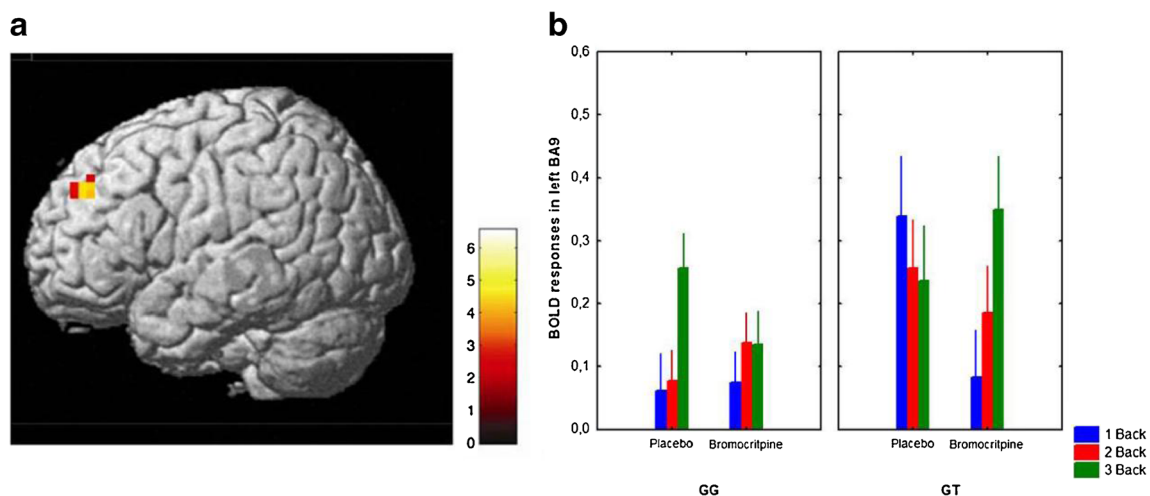 a
b
6
5
4
3
2
1
0
BOLD responses in left BA9
0,6
0,5
0,4
0,3
0,2
0,1
0,0
Placebo Bromocritpine
Placebo Bromocritpine
GG
GT
1 Back
2 Back
3 Back